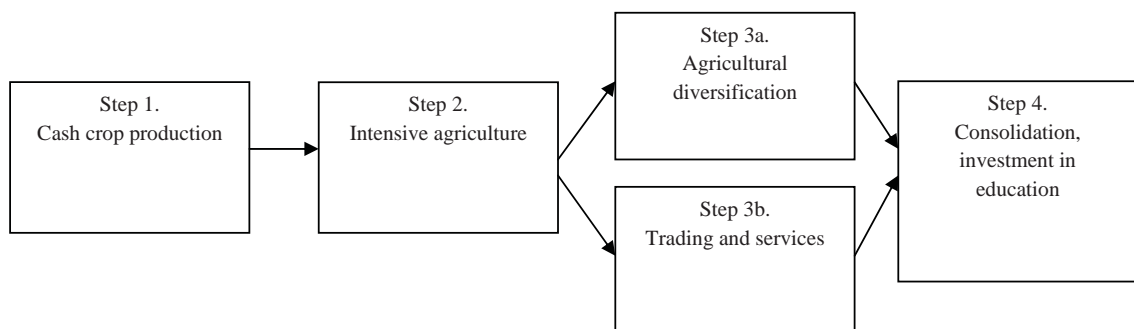 Step 1.
Cash crop production
Step 2.
Intensive agriculture
Step 3a.
Agricultural
diversification
Step 3b.
Trading and services
Step 4.
Consolidation,
investment in
education